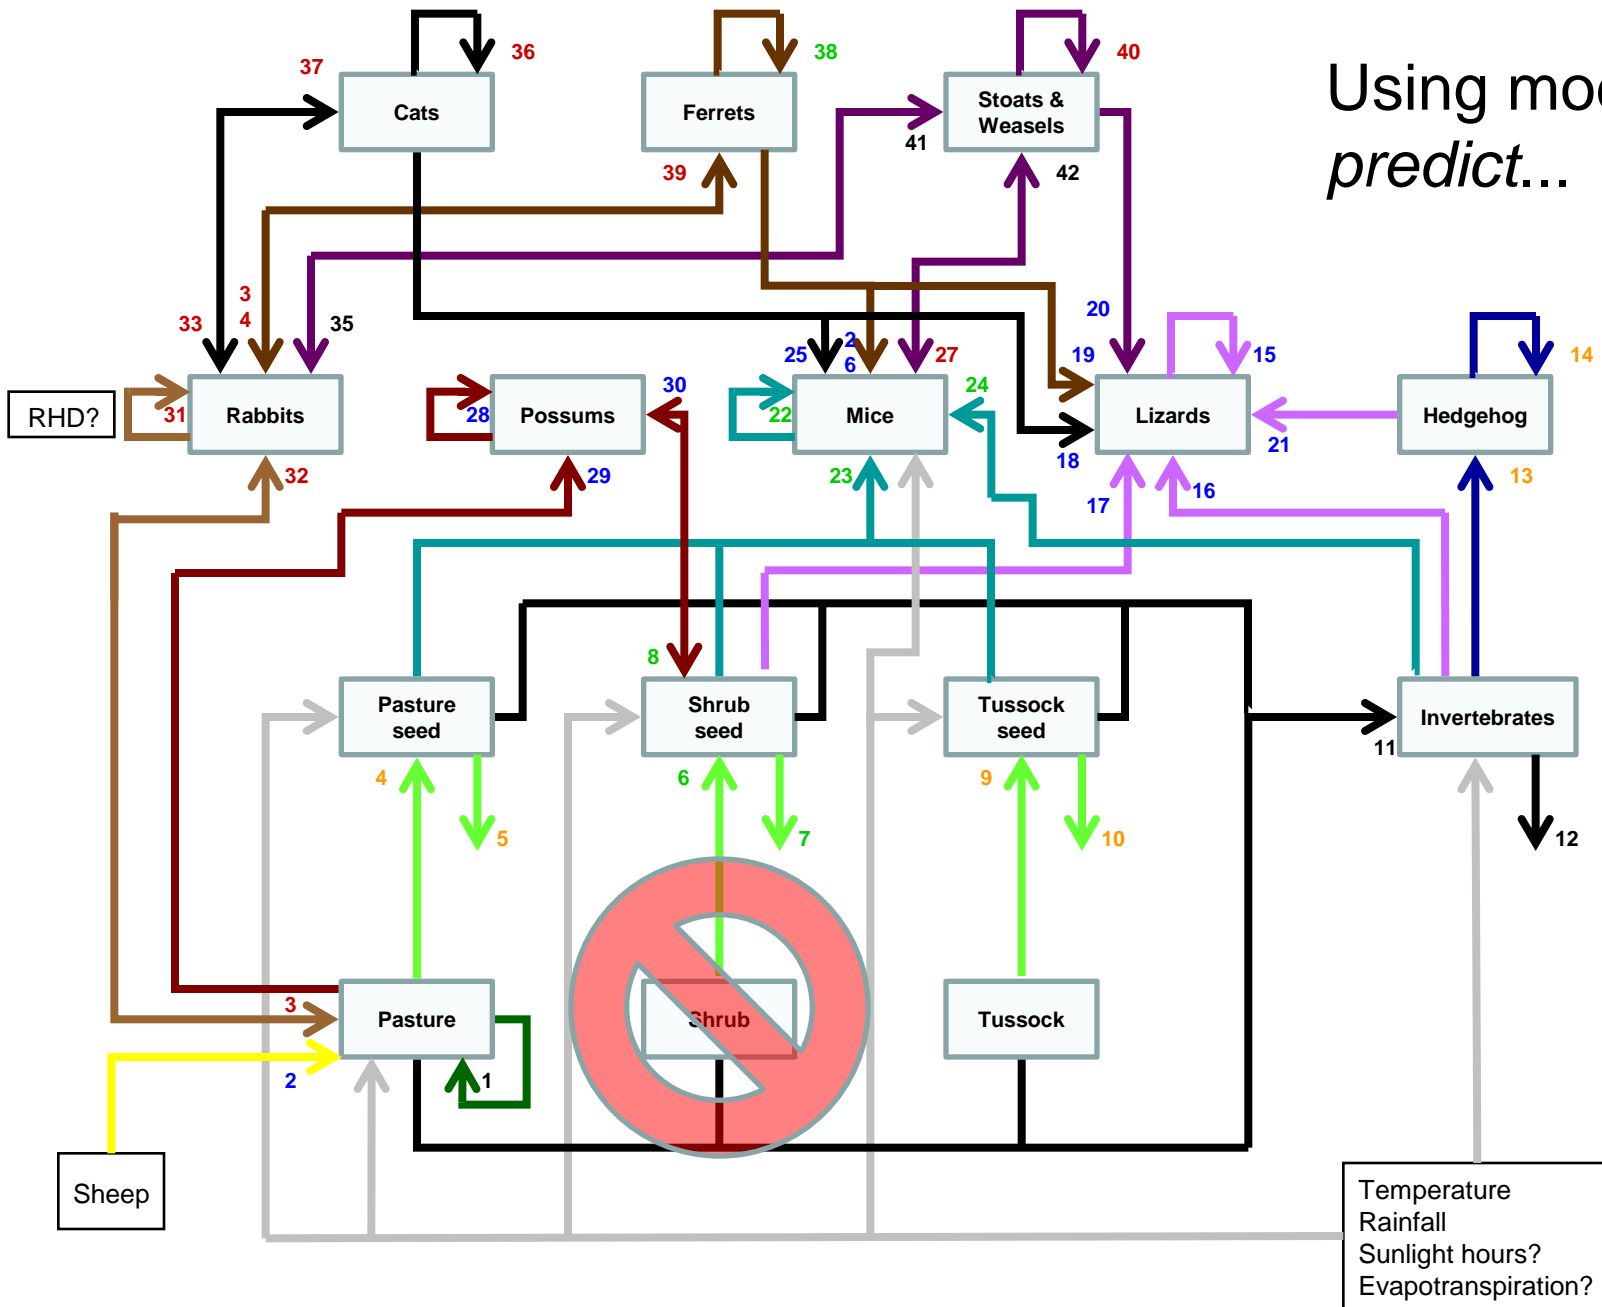 36
38
40
37
Using mo
Cats
Ferrets
Stoats &
Weasels
41
39
42
predict...
3
4
33
35
25
2
6
27
20
19
15
14
30
24
RHD?
31
Rabbits
28
Possums
22
Mice
Lizards
Hedgehog
21
18
32
29
23
17
16
13
8
Pasture
seed
Shrub
seed
Tussock
seed
Invertebrates
11
4
6
9
5
7
10
12
3
Pasture
Shrub
Tussock
2
1
Sheep
Temperature
Rainfall
Sunlight hours?
Evapotranspiration?